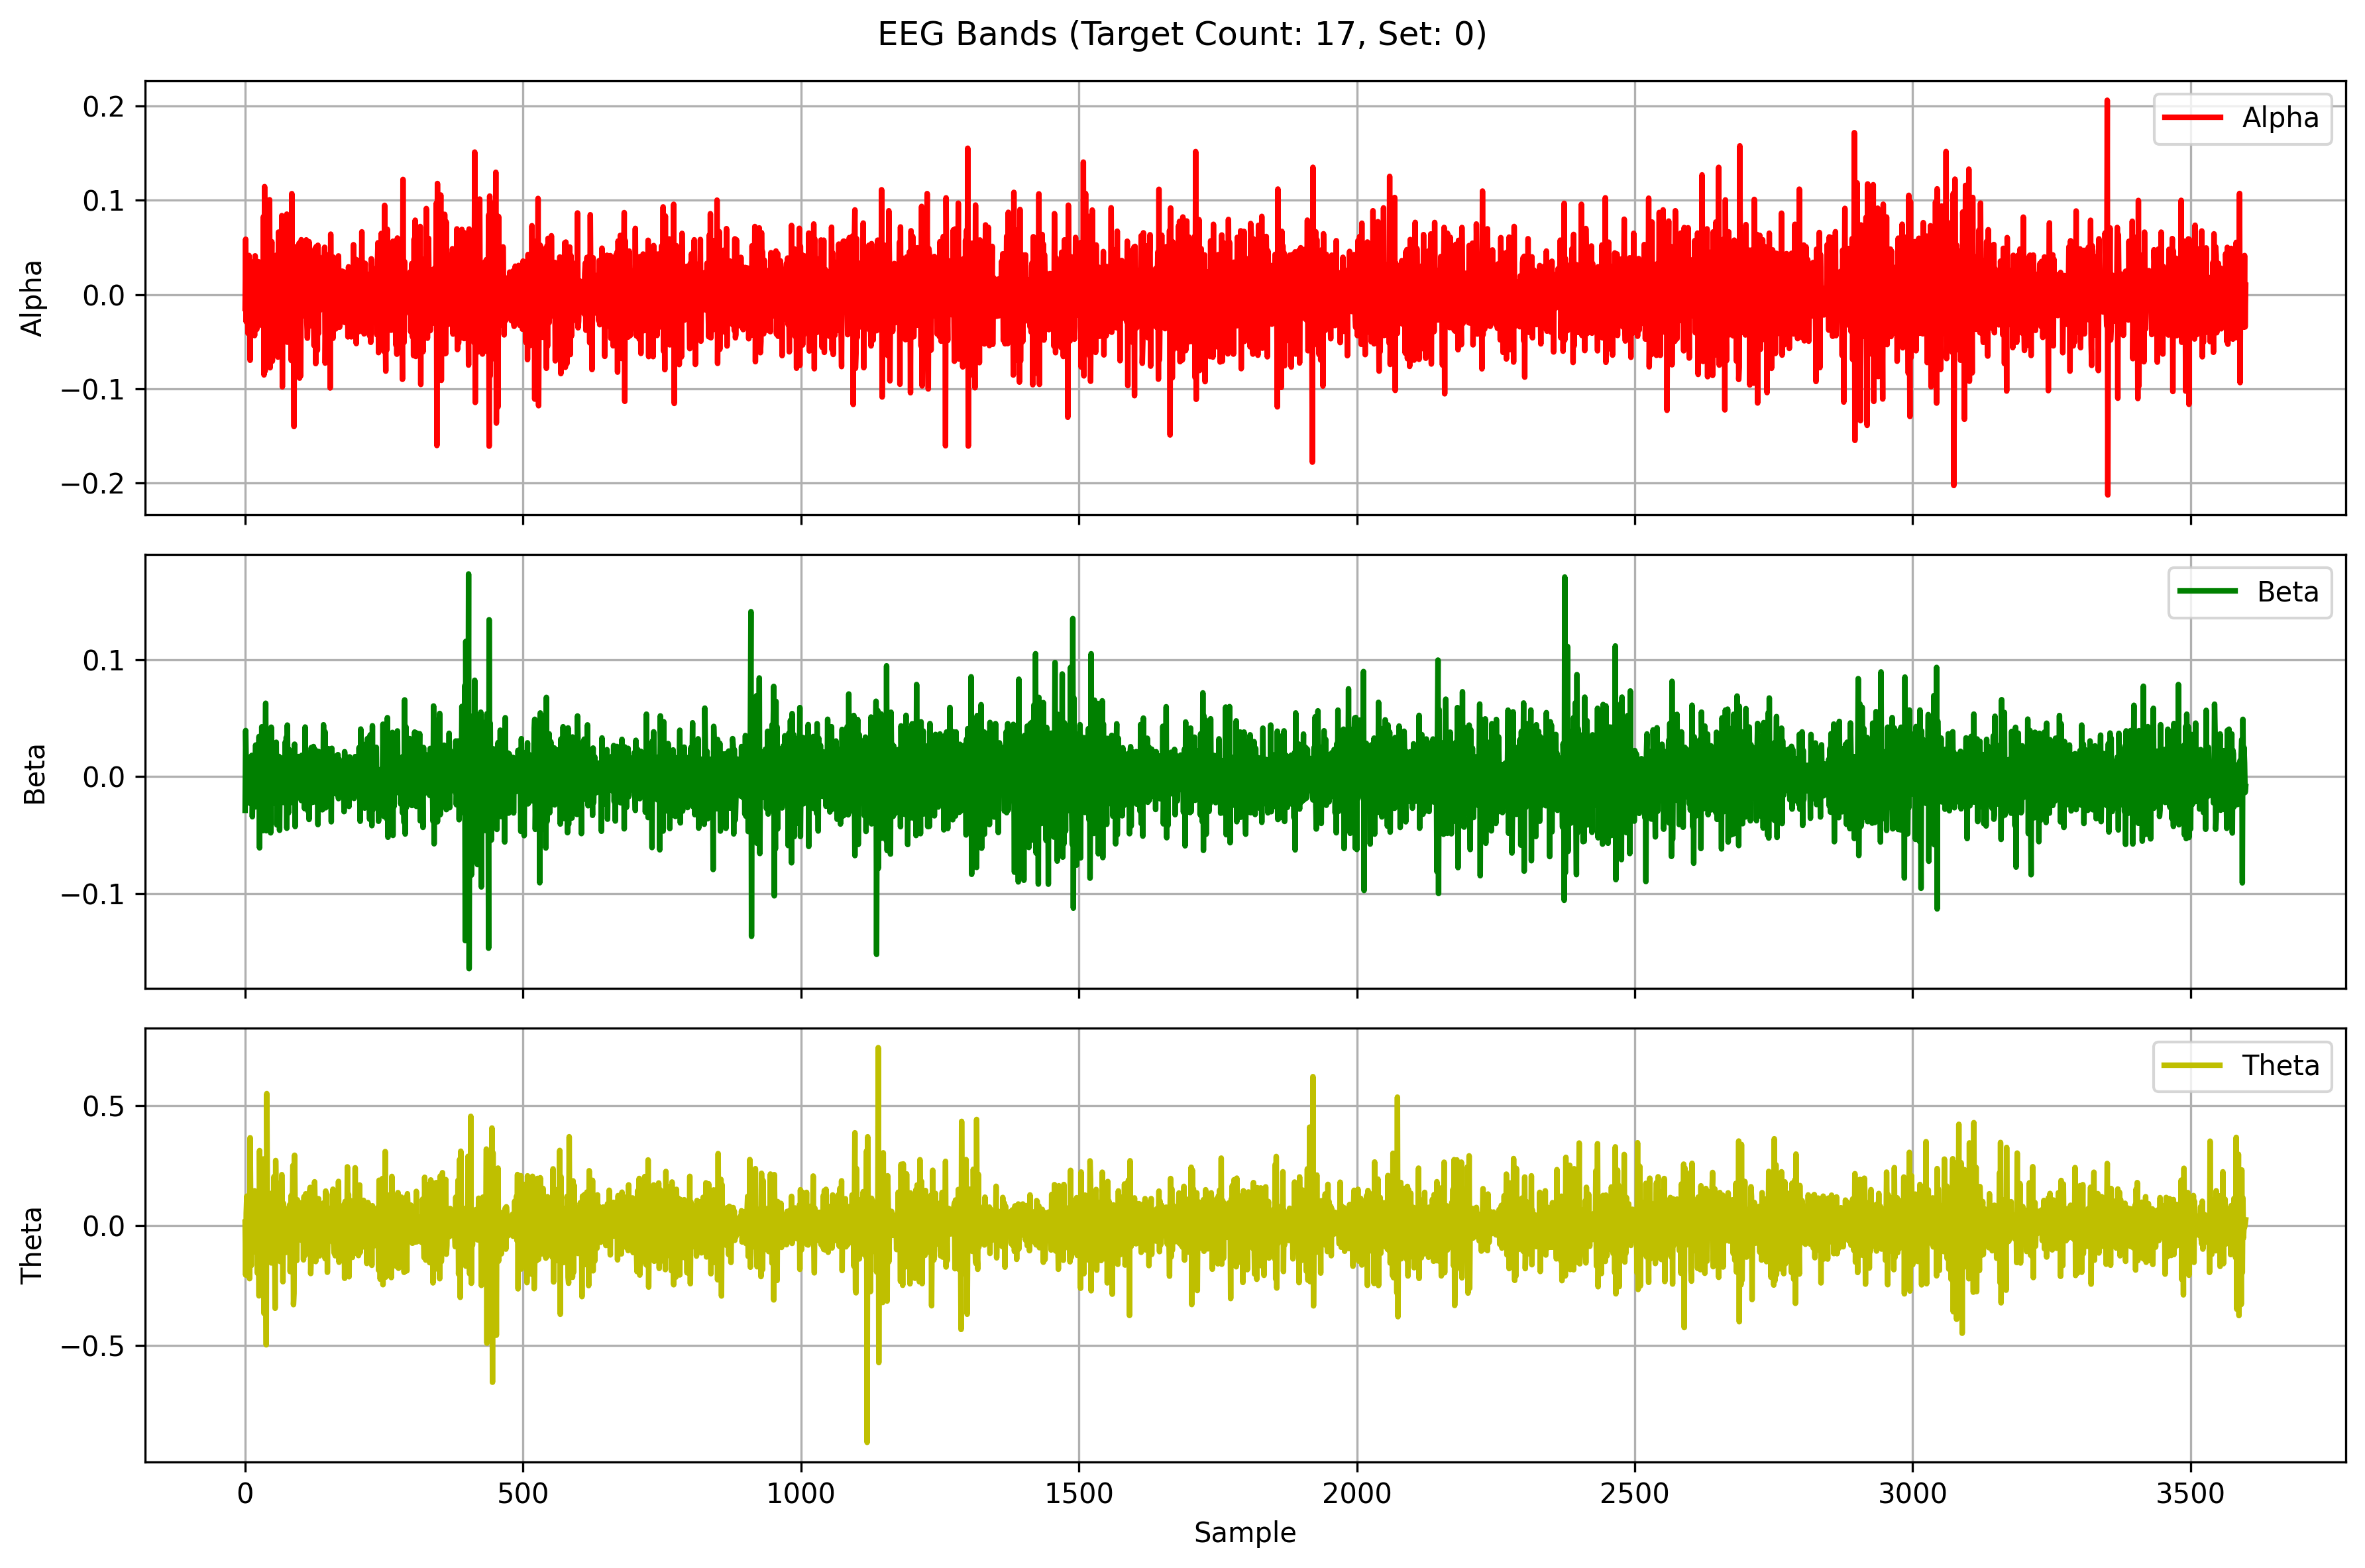 EEG Bands (Target Count: 17, Set: 0)
Alpha
0.2
0.1
0.0
−0.1
−0.2
Alpha
Beta
0.1
0.0
−0.1
Beta
Theta
0.5
0.0
−0.5
Theta
0 500 1000 1500 2000 2500 3000 3500
Sample